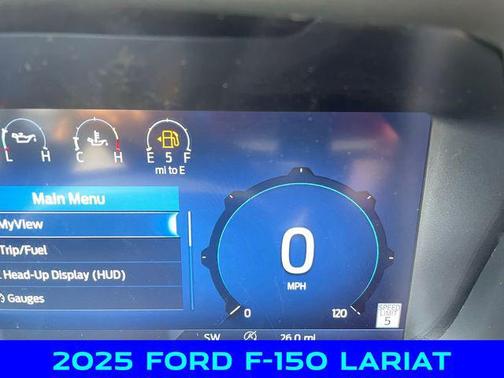 L H C H E 5 F
mi to E
Main Menu
MyView
Trip/Fuel
Head-Up Display (HUD)
Gauges
0
MPH
0 120
SPEED
LIMIT
5
SW 26.0 mi
2025 FORD F-150 LARIAT